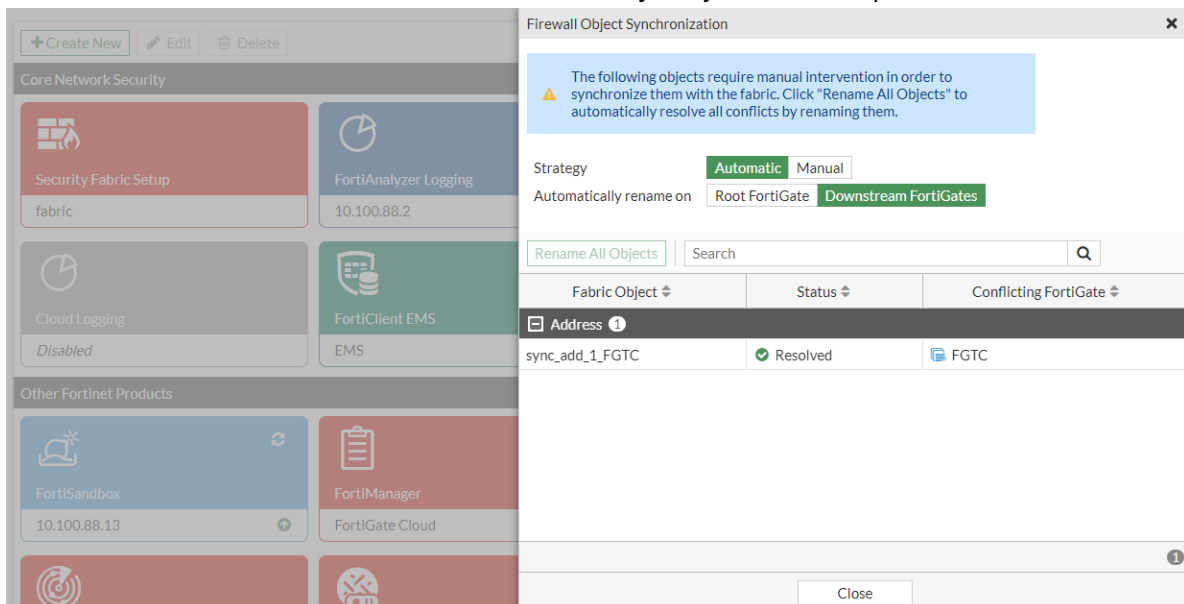 Firewall Object Synchronization
+Create New Edit Delete
Core Network Security
The following objects require manual intervention in order to
synchronize them with the fabric. Click "Rename All Objects" to
automatically resolve all conflicts by renaming them.
Security Fabric Setup
fabric
FortiAnalyzer Logging
10.100.88.2
Cloud Logging
Disabled
FortiClient EMS
EMS
Other Fortinet Products
FortiSandbox
10.100.88.13
FortiManager
FortiGate Cloud
Strategy Automatic Manual
Automatically rename on Root FortiGate Downstream FortiGates
Rename All Objects Search
Fabric Object Status Conflicting FortiGate
Address 1
sync_add_1_FGTC Resolved FGTC
1
Close